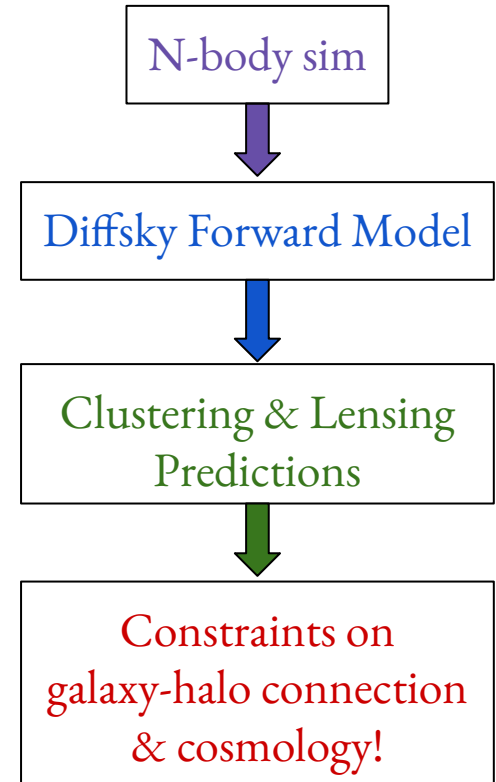 N-body sim
Diffsky Forward Model
Clustering & Lensing
Predictions
Constraints on
galaxy-halo connection
& cosmology!